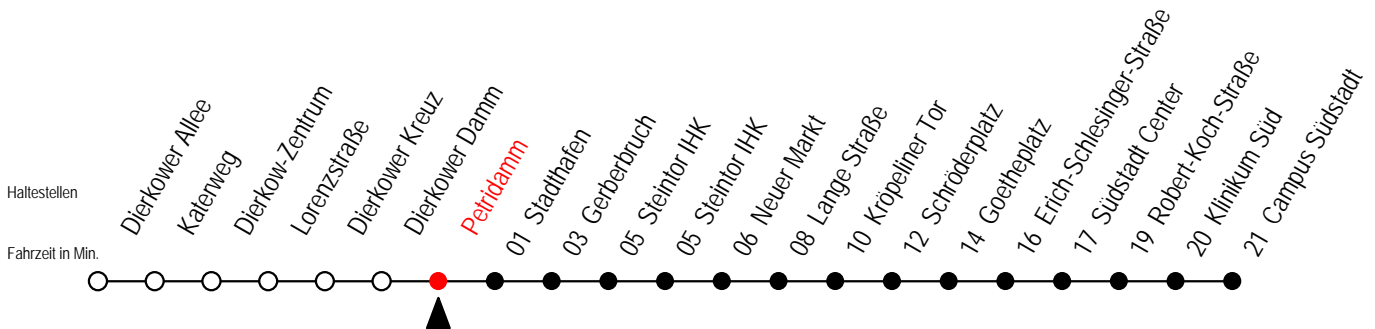 Haltestellen
Fahrzeit in Min.
Dierkower Allee
Katerweg
Dierkow-Zentrum
Lorenzstraße
Dierkower Kreuz
Dierkower Damm
Petridamm
01 Stadthafen
03 Gerberbruch
05 Steintor IHK
05 Steintor IHK
06 Neuer Markt
08 Lange Straße
10 Kröpeliner Tor
12 Schröderplatz
14 Goetheplatz
16 Erich-Schlesinger-Straße
17 Südstadt Center
19 Robert-Koch-Straße
20 Klinikum Süd
21 Campus Südstadt